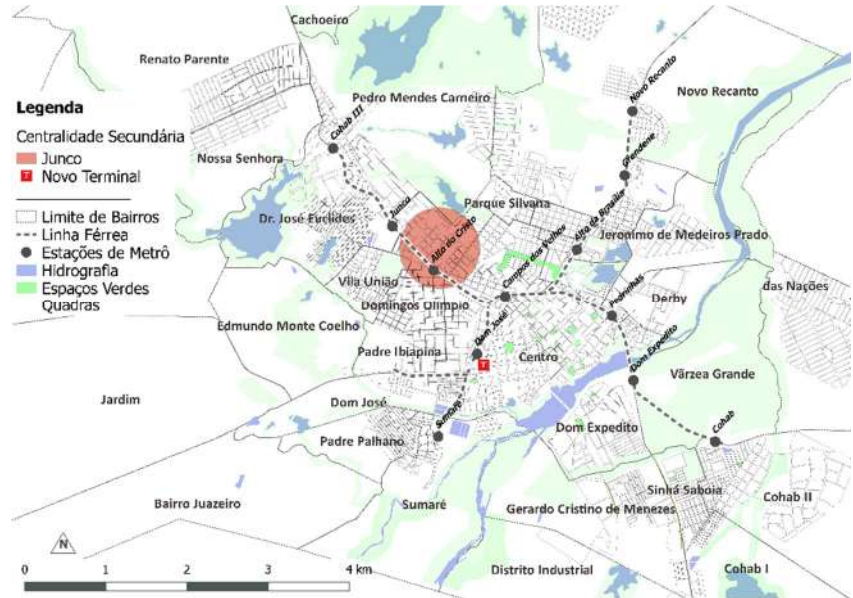 Cachoeiro
Renato Parente
Legenda
Centralidade Secundária
Junco
T Novo Terminal
Limite de Bairros
Linha Férrea
Estações de Metrô
Hidrografia
Espaços Verdes
Quadras
Pedro Mendes Carneiro
Novo Recanto
Novo Recanto
Cohab III
Grendene
Nossa Senhora
Parque Silvana
Dr. José Euclides
Junco
Alto do Cristo
Alto da Brasília
Jeronimo de Medeiros Prado
Campos dos Velhos
Vila União
Domingos Olímpio
Pedrinhas
Derby
das Nações
Edmundo Monte Coelho
Dom José
Padre Ibiapina
Centro
T
Dom Expedito
Várzea Grande
Jardim
Dom José
Sumaré
Padre Palhano
Dom Expedito
Cohab
Sinhá Saboia
Cohab II
Bairro Juazeiro
Sumaré
Gerardo Cristino de Menezes
N
Distrito Industrial
Cohab I
0 1 2 3 4 km